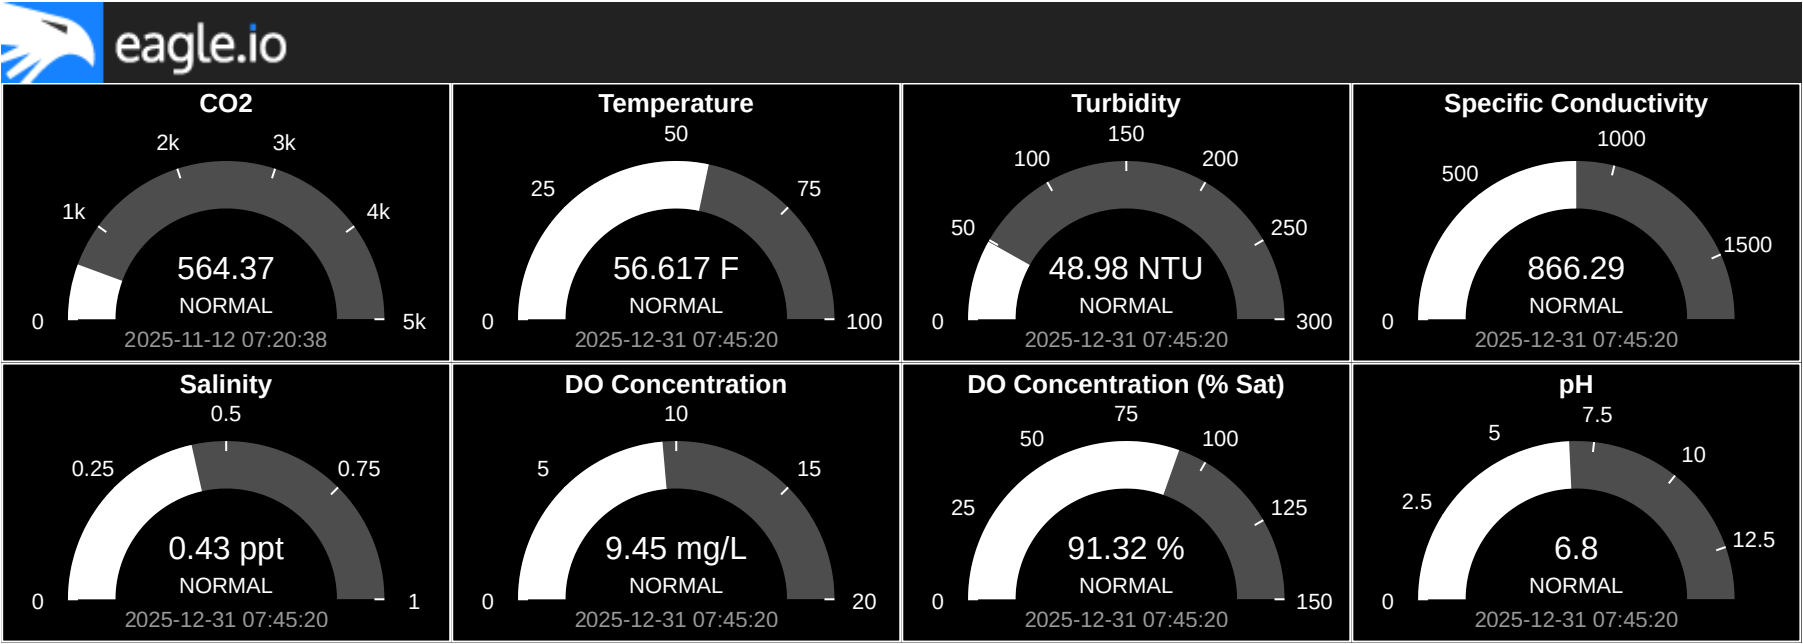 eagle.io
CO2
2k
3k
1k
4k
564.37
NORMAL
0
5k
2025-11-12 07:20:38
Temperature
50
25
75
56.617 F
NORMAL
0
100
2025-12-31 07:45:20
Turbidity
150
100
200
50
250
48.98 NTU
NORMAL
0
300
2025-12-31 07:45:20
Specific Conductivity
1000
500
1500
866.29
NORMAL
0
2025-12-31 07:45:20
Salinity
0.5
0.25
0.75
0.43 ppt
NORMAL
0
1
2025-12-31 07:45:20
DO Concentration
10
5
15
9.45 mg/L
NORMAL
0
20
2025-12-31 07:45:20
DO Concentration (% Sat)
75
50
100
25
125
91.32 %
NORMAL
0
150
2025-12-31 07:45:20
pH
7.5
5
10
2.5
12.5
6.8
NORMAL
0
2025-12-31 07:45:20